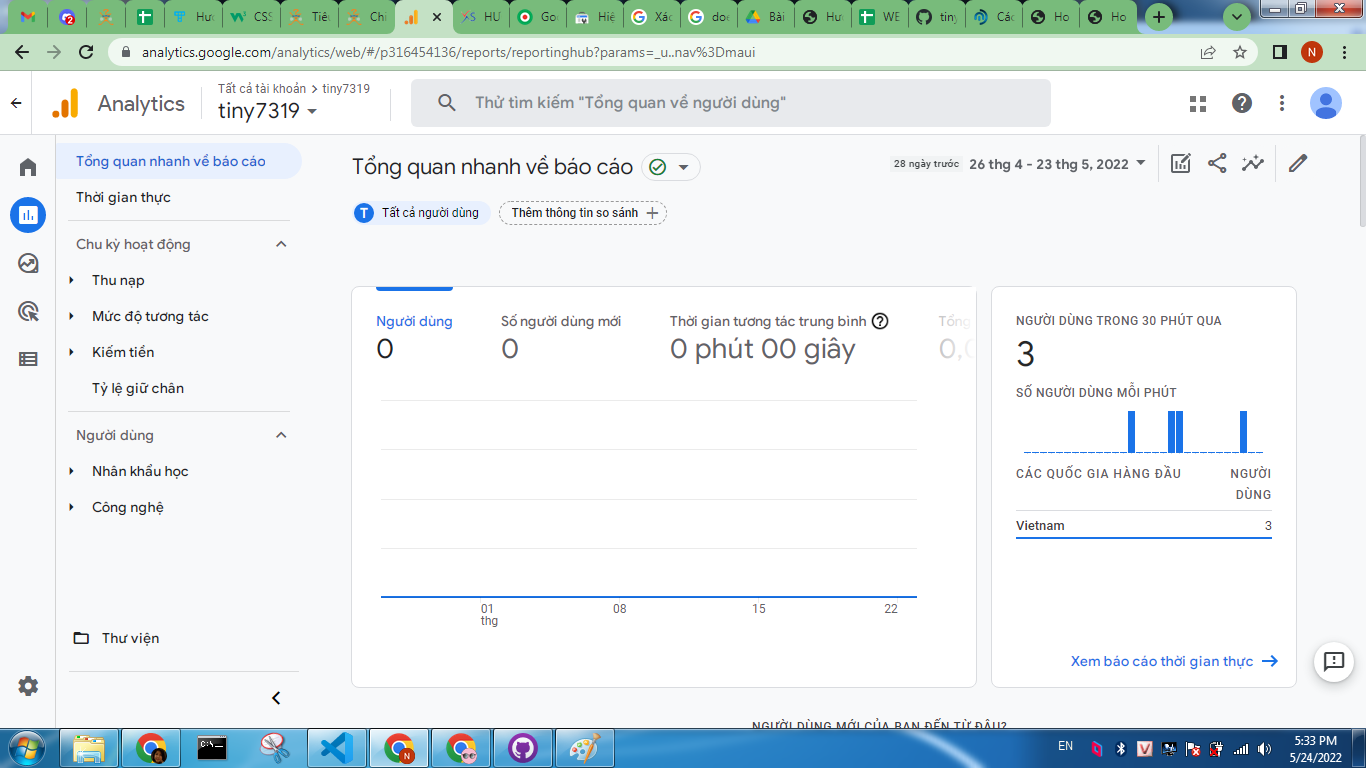 Hươ
CSS
Tiểu
Chi
HU
Go
Hiệ
Xác
doc
Bài
Hư
WE
tiny
Các
Ho
Ho
analytics.google.com/analytics/web/#/p316454136/reports/reportinghub?params=_u..nav%3Dmaui
N
Analytics
Tất cả tài khoản > tiny7319
tiny7319
Thử tìm kiếm "Tổng quan về người dùng"
Tổng quan nhanh về báo cáo
Thời gian thực
Chu kỳ hoạt động
Thu nạp
Mức độ tương tác
Kiếm tiền
Tỷ lệ giữ chân
Người dùng
Nhân khẩu học
Công nghệ
Thư viện
Tổng quan nhanh về báo cáo
28 ngày trước 26 thg 4 - 23 thg 5, 2022
T Tất cả người dùng
Thêm thông tin so sánh
Người dùng
0
Số người dùng mới
0
Thời gian tương tác trung bình
0 phút 00 giây
Tổng
0,0
01
thg
08
15
22
NGƯỜI DÙNG TRONG 30 PHÚT QUA
3
SỐ NGƯỜI DÙNG MỖI PHÚT
CÁC QUỐC GIA HÀNG ĐẦU
NGƯỜI
DÙNG
Vietnam 3
Xem báo cáo thời gian thực
NGƯỜI DÙNG MỚI CỦA BẠN ĐẾN TỪ ĐÂU?
EN
5:33 PM
5/24/2022